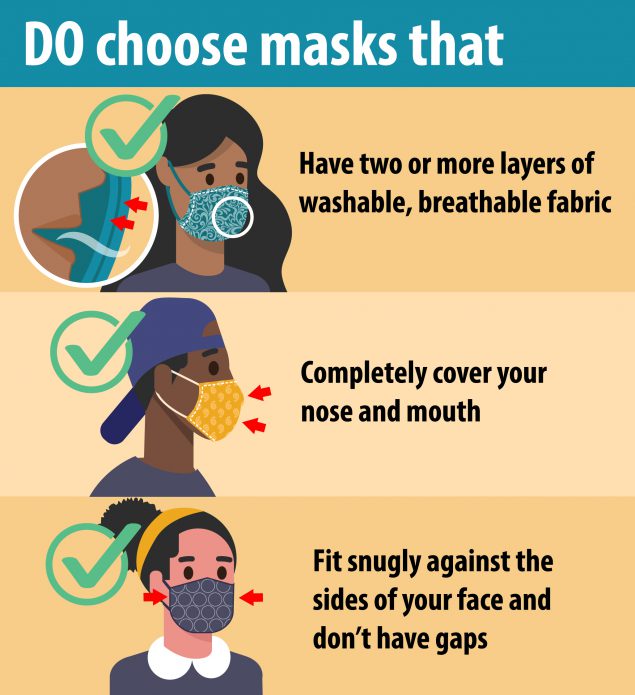 DO choose masks that
Have two or more layers of
washable, breathable fabric
Completely cover your
nose and mouth
Fit snugly against the
sides of your face and
don’t have gaps